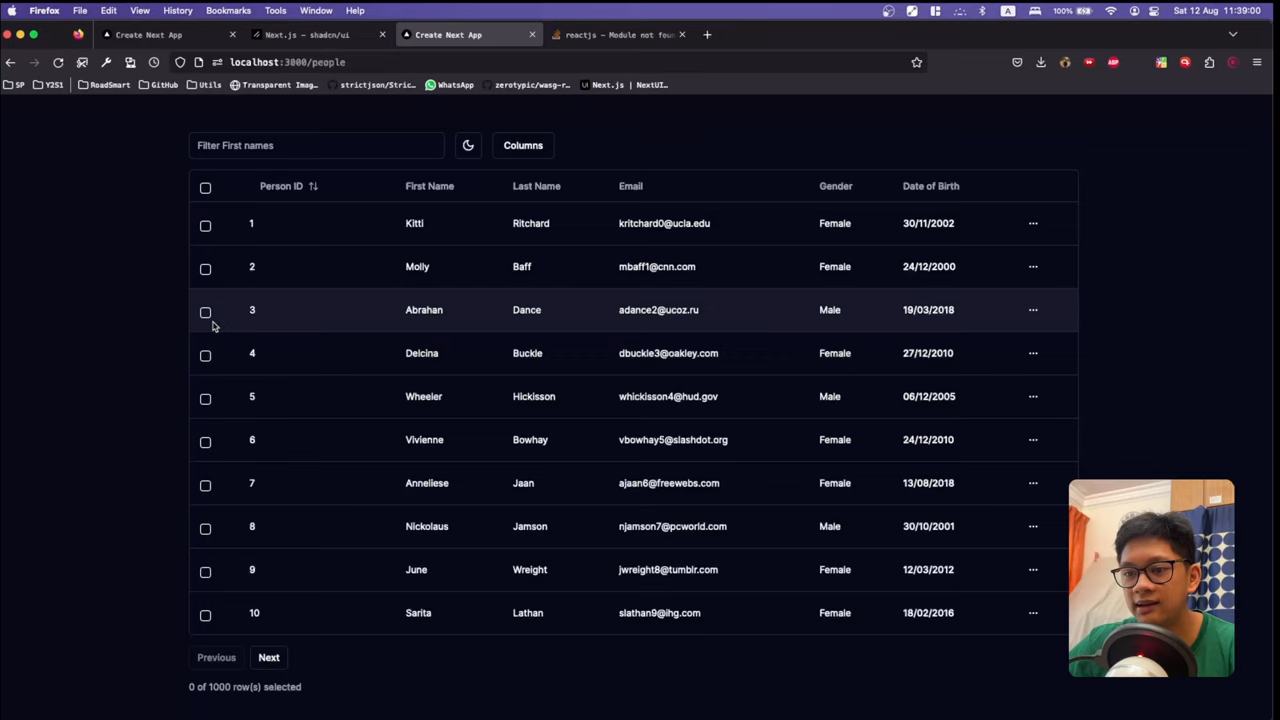 Firefox File Edit View History Bookmarks Tools Window Help A 100% Sat 12 Aug 11:39:00
Create Next App Next.js – shadcn/ui Create Next App reactjs - Module not foun
localhost:3000/people
SP Y2S1 RoadSmart GitHub Utils Transparent Imag… strictjson/Stric… WhatsApp zerotypic/wasg-r… Next.js | NextUI…
Filter First names Columns
Person ID First Name Last Name Email Gender Date of Birth
1 Kitti Ritchard kritchard0@ucla.edu Female 30/11/2002 ···
2 Molly Baff mbaff1@cnn.com Female 24/12/2000 ···
3 Abrahan Dance adance2@ucoz.ru Male 19/03/2018 ···
4 Delcina Buckle dbuckle3@oakley.com Female 27/12/2010 ···
5 Wheeler Hickisson whickisson4@hud.gov Male 06/12/2005 ···
6 Vivienne Bowhay vbowhay5@slashdot.org Female 24/12/2010 ···
7 Anneliese Jaan ajaan6@freewebs.com Female 13/08/2018 ···
8 Nickolaus Jamson njamson7@pcworld.com Male 30/10/2001 ···
9 June Wreight jwreight8@tumblr.com Female 12/03/2012 ···
10 Sarita Lathan slathan9@ihg.com Female 18/02/2016 ···
Previous Next
0 of 1000 row(s) selected